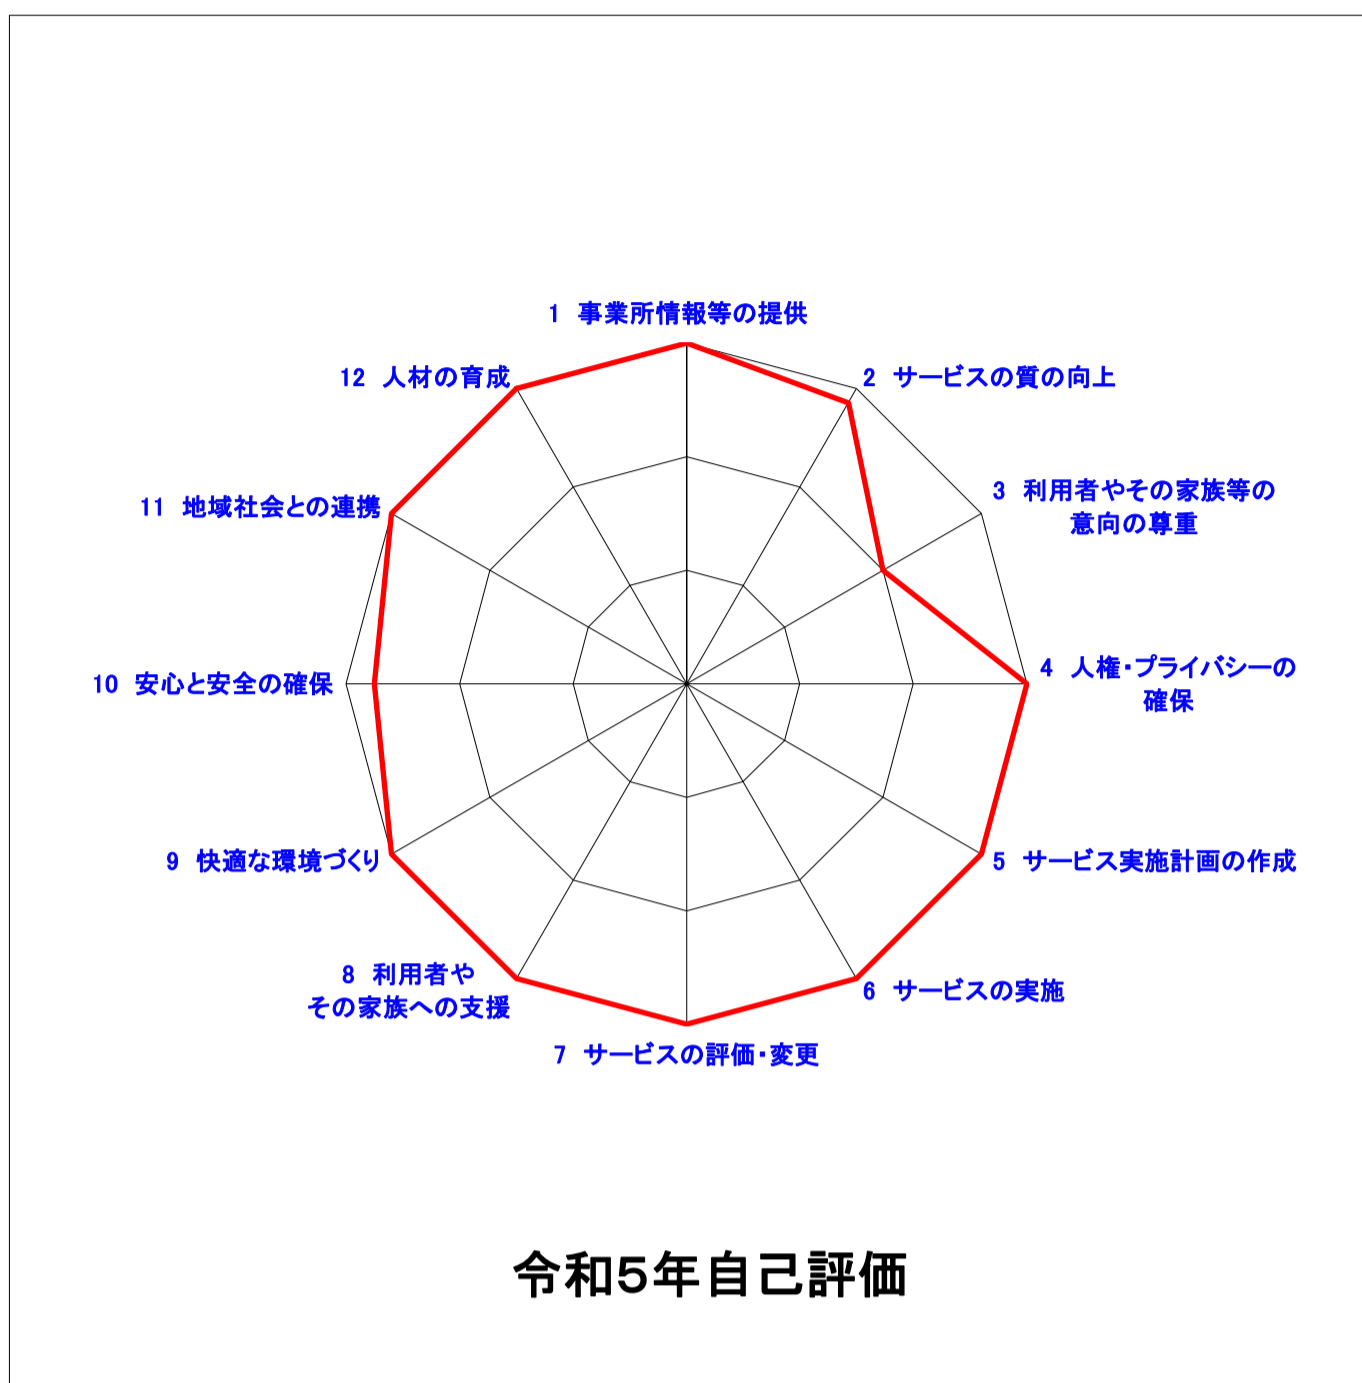 1 事業所情報等の提供
2 サービスの質の向上
3 利用者やその家族等の
意向の尊重
4 人権・プライバシーの
確保
5 サービス実施計画の作成
6 サービスの実施
7 サービスの評価・変更
8 利用者や
その家族への支援
9 快適な環境づくり
10 安心と安全の確保
11 地域社会との連携
12 人材の育成
令和5年自己評価